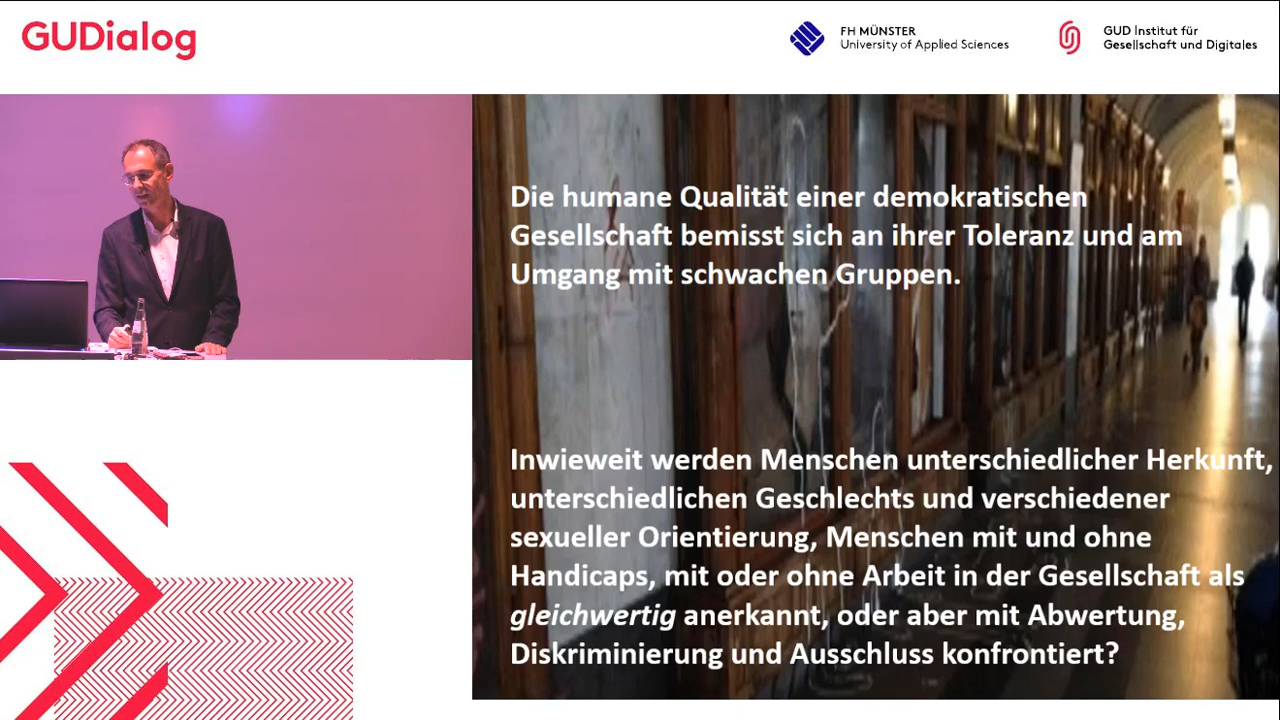 GUDialog
FH MÜNSTER
University of Applied Sciences
GUD Institut für
Gesellschaft und Digitales
Die humane Qualität einer demokratischen
Gesellschaft bemisst sich an ihrer Toleranz und am
Umgang mit schwachen Gruppen.
Inwieweit werden Menschen unterschiedlicher Herkunft,
unterschiedlichen Geschlechts und verschiedener
sexueller Orientierung, Menschen mit und ohne
Handicaps, mit oder ohne Arbeit in der Gesellschaft als
gleichwertig anerkannt, oder aber mit Abwertung,
Diskriminierung und Ausschluss konfrontiert?